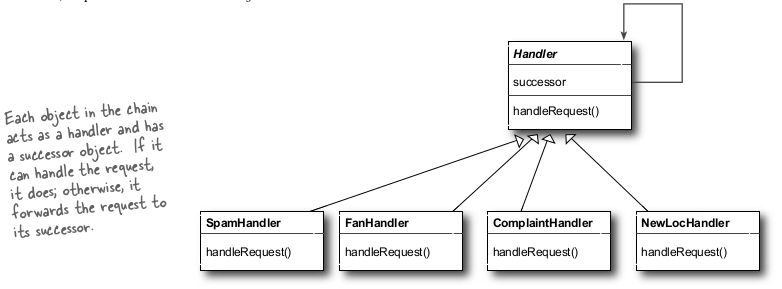 Handler
successor
handleRequest()
Each object in the chain
acts as a handler and has
a successor object. If it
can handle the request,
it does; otherwise, it
forwards the request to
its successor.
SpamHandler
handleRequest()
FanHandler
handleRequest()
ComplaintHandler
handleRequest()
NewLocHandler
handleRequest()